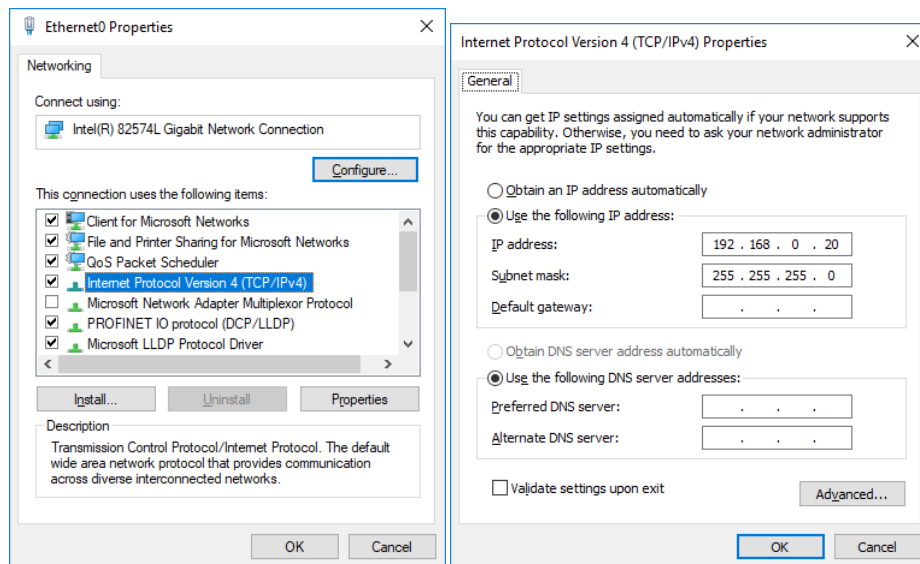 Ethernet0 Properties
Networking
Connect using:
Intel(R) 82574L Gigabit Network Connection
Configure...
This connection uses the following items:
Client for Microsoft Networks
File and Printer Sharing for Microsoft Networks
QoS Packet Scheduler
Internet Protocol Version 4 (TCP/IPv4)
Microsoft Network Adapter Multiplexor Protocol
PROFINET IO protocol (DCP/LLDP)
Microsoft LLDP Protocol Driver
Install...
Uninstall
Properties
Description
Transmission Control Protocol/Internet Protocol. The default
wide area network protocol that provides communication
across diverse interconnected networks.
OK
Cancel
Internet Protocol Version 4 (TCP/IPv4) Properties
General
You can get IP settings assigned automatically if your network supports
this capability. Otherwise, you need to ask your network administrator
for the appropriate IP settings.
Obtain an IP address automatically
Use the following IP address:
IP address: 192 . 168 . 0 . 20
Subnet mask: 255 . 255 . 255 . 0
Default gateway: . . .
Obtain DNS server address automatically
Use the following DNS server addresses:
Preferred DNS server: . . .
Alternate DNS server: . . .
Validate settings upon exit
Advanced...
OK
Cancel